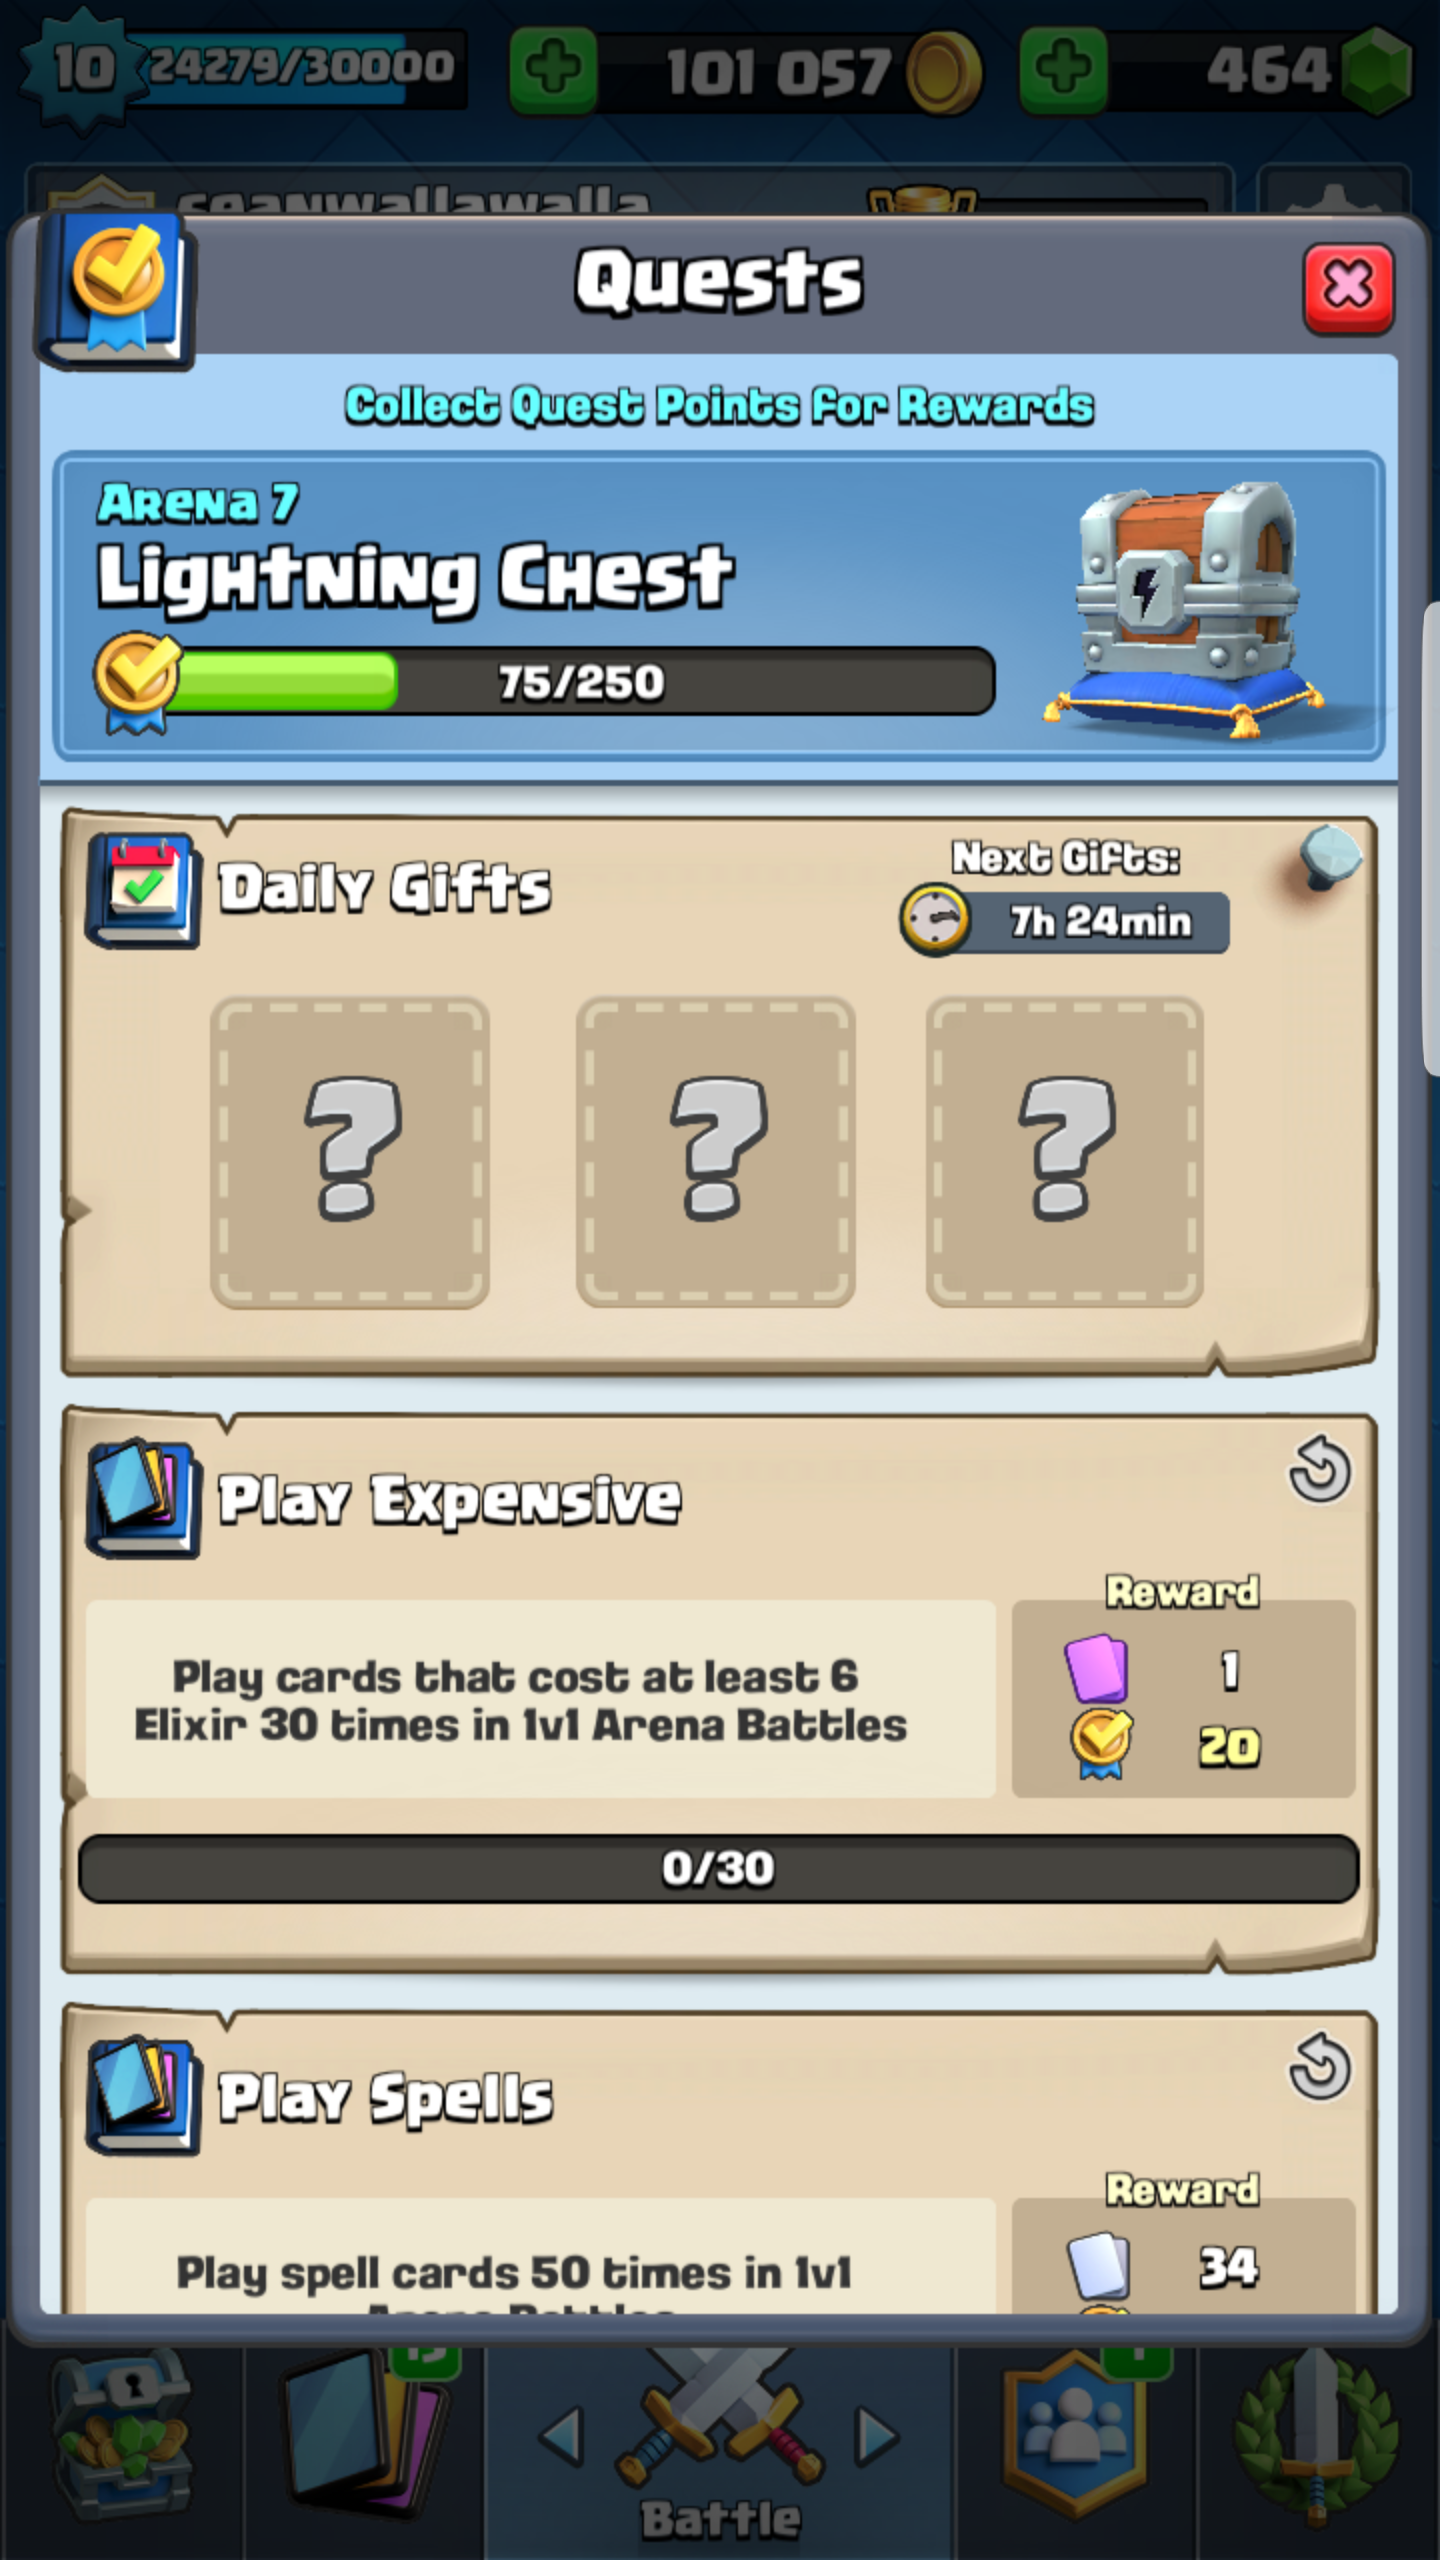 10
24279/30000
101 057
464
seanwallawalla
Quests
Collect Quest Points for Rewards
Arena 7
Lightning Chest
75/250
Daily Gifts
Next Gifts:
7h 24min
?
?
?
Play Expensive
Reward
Play cards that cost at least 6
Elixir 30 times in 1v1 Arena Battles
1
20
0/30
Play Spells
Reward
Play spell cards 50 times in 1v1
Arena Battles
34
Battle